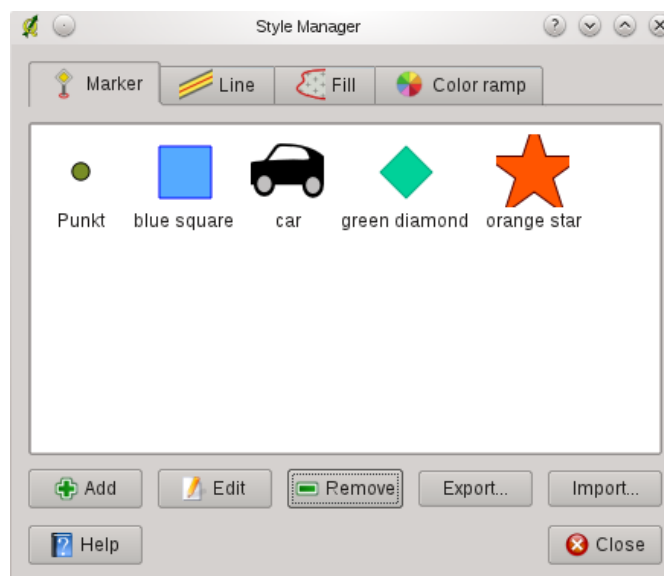 Style Manager
Marker Line Fill Color ramp
Punkt blue square car green diamond orange star
Add Edit Remove Export... Import...
Help Close